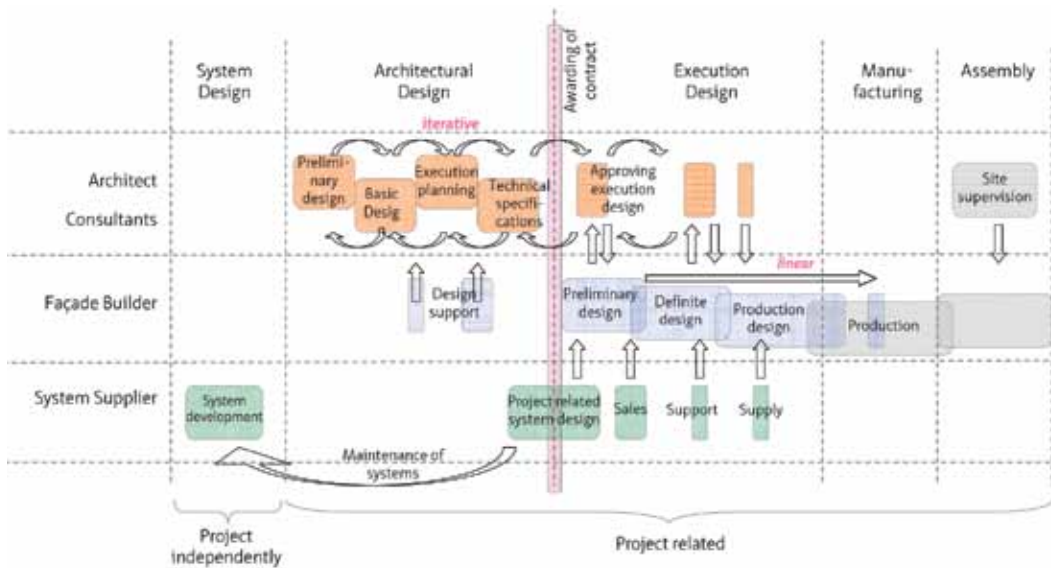 System
Design
Architectural
Design
Awarding of
contract
Execution
Design
Manu-
facturing
Assembly
iterative
Architect
Consultants
Prelimi-
nary
design
Basic
Desig
n
Execution
planning
Technical
specifi-
cations
Approving
execution
design
Site
supervision
linear
Façade Builder
Design
support
Preliminary
design
Definite
design
Production
design
Production
System Supplier
System
development
Project related
system design
Sales
Support
Supply
Maintenance of
systems
Project
independently
Project related